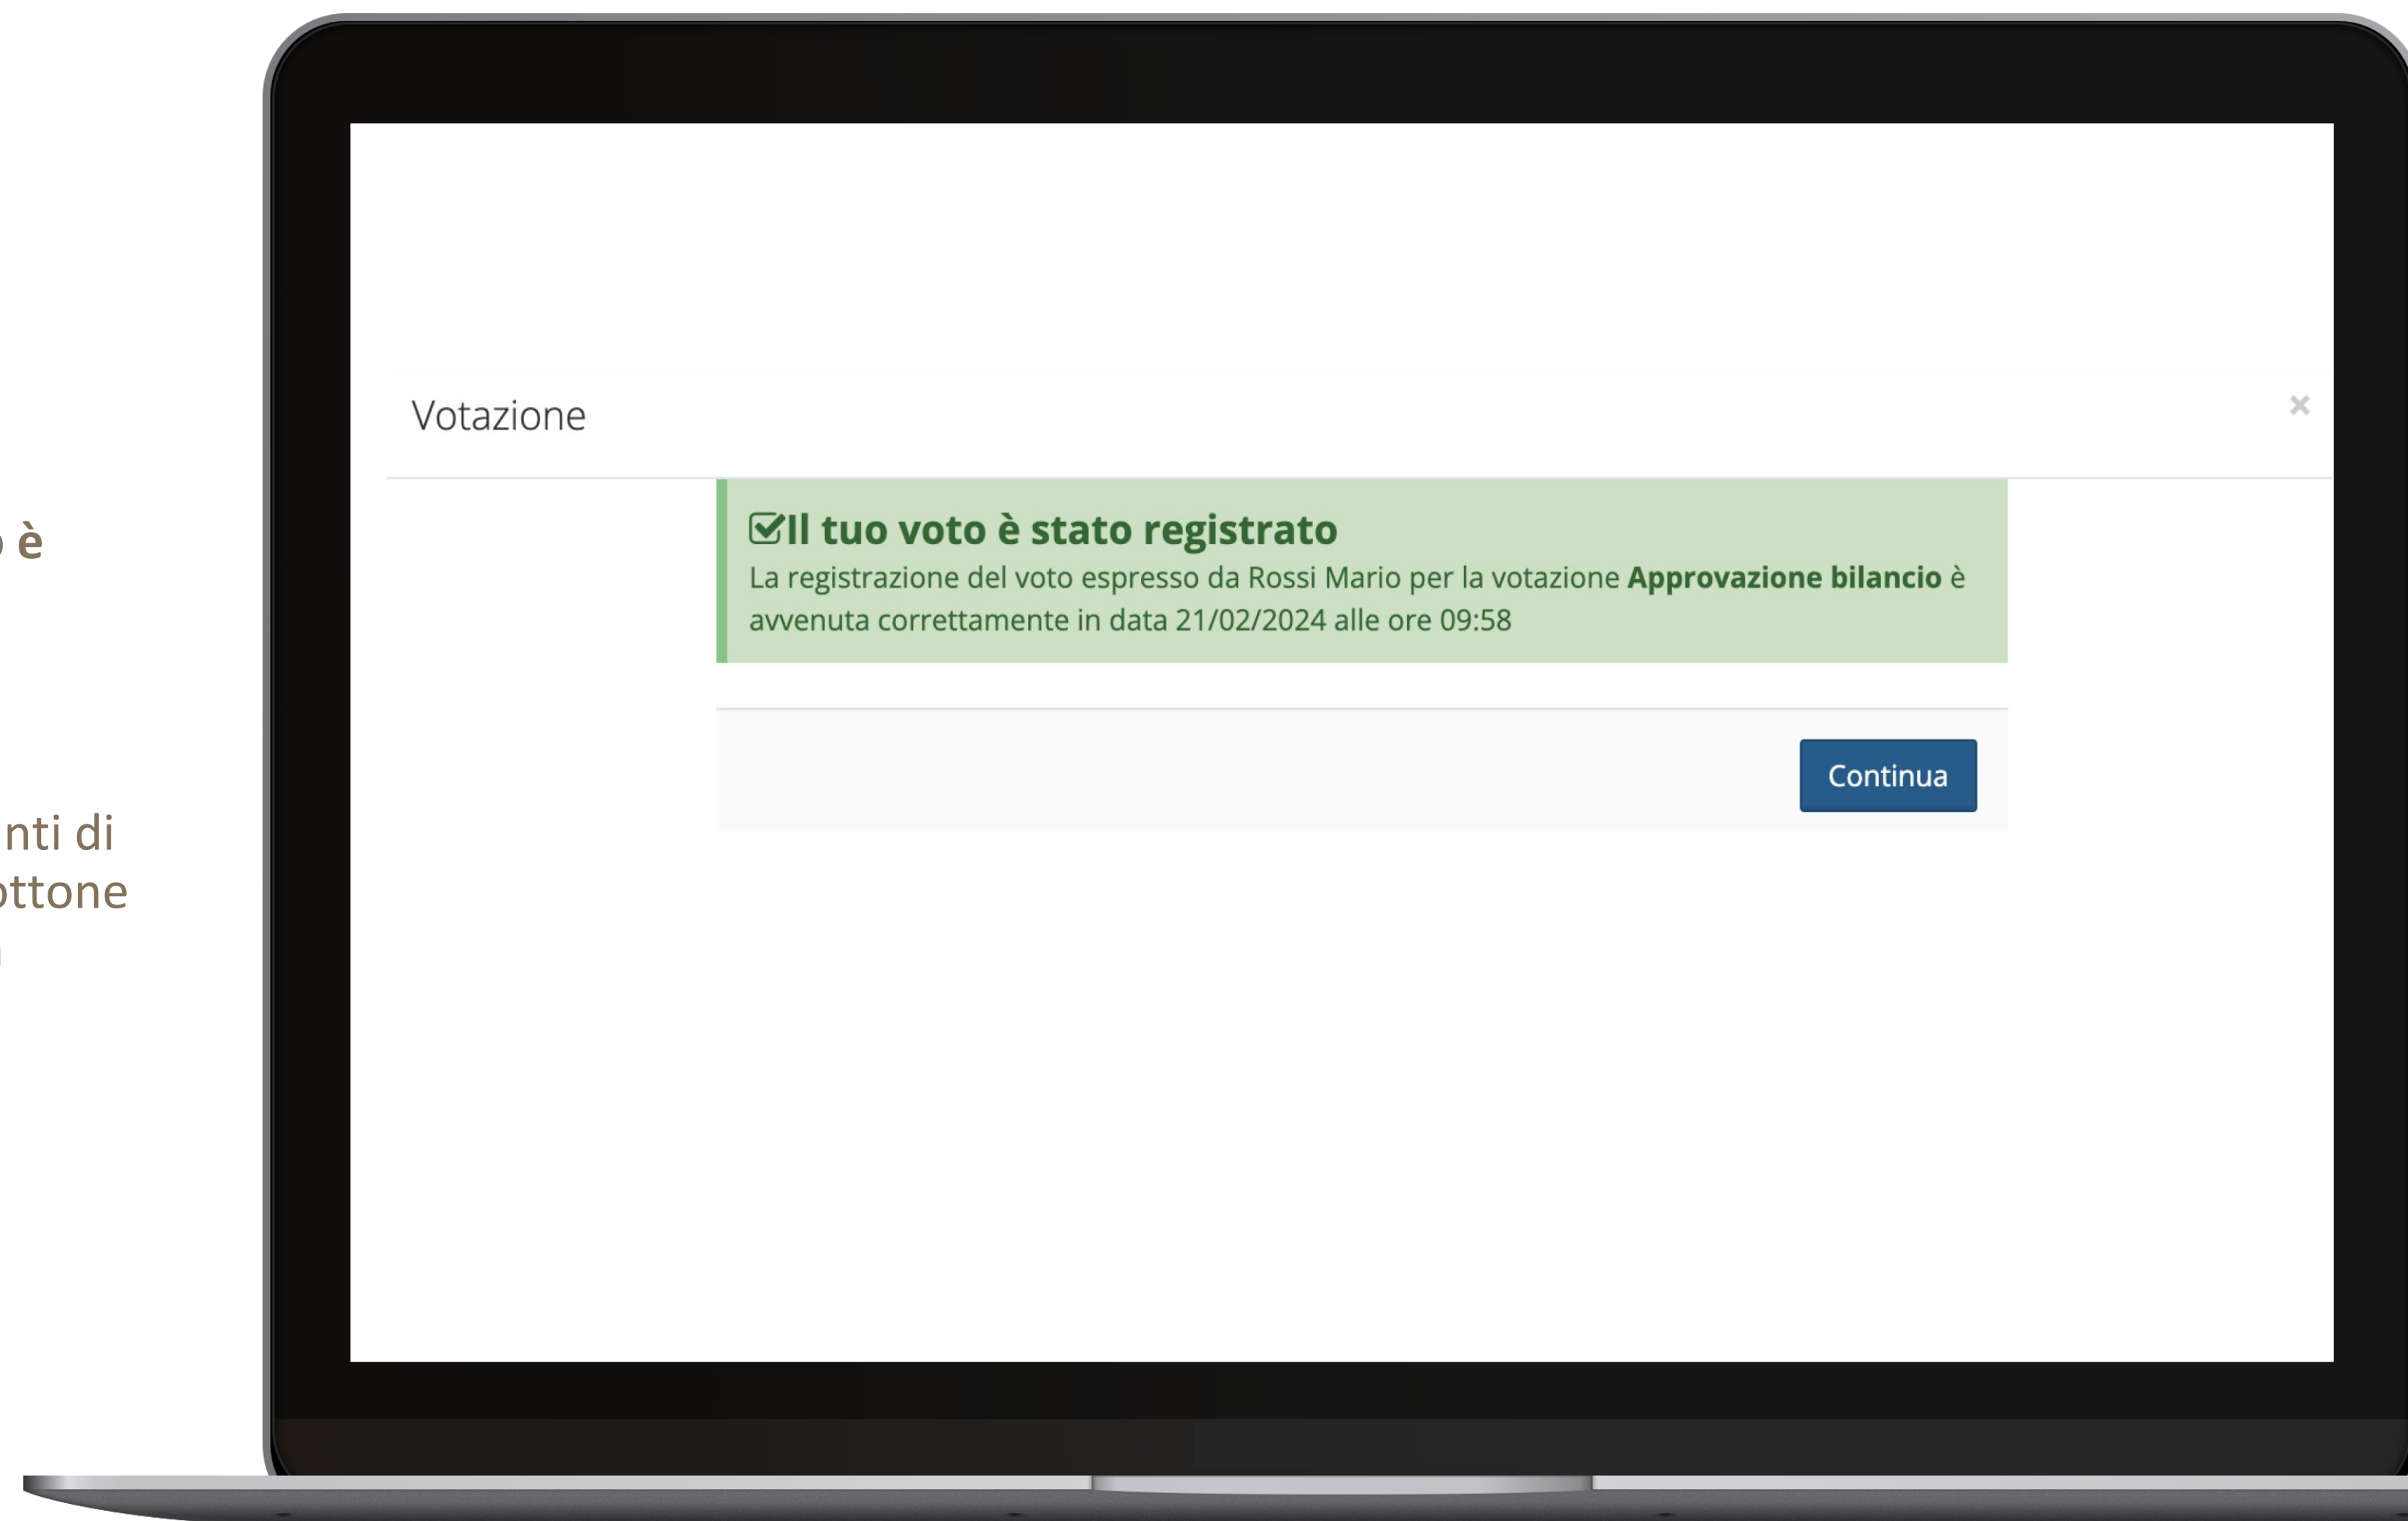 è
nti di
ottone
Votazione
Il tuo voto è stato registrato
La registrazione del voto espresso da Rossi Mario per la votazione Approvazione bilancio è
avvenuta correttamente in data 21/02/2024 alle ore 09:58
Continua